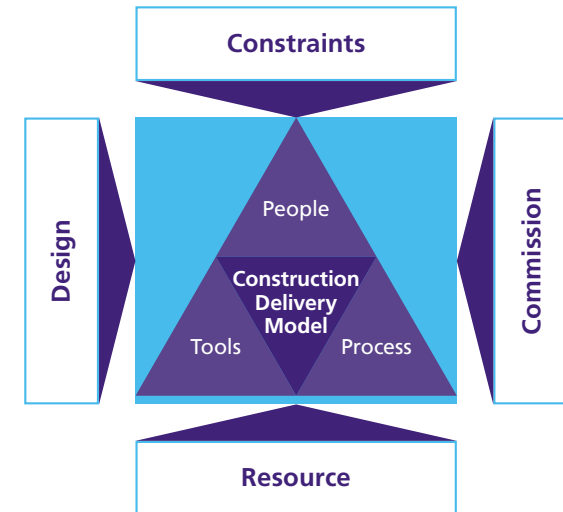 Constraints
Design
People
Commission
Construction
Delivery
Model
Tools
Process
Resource